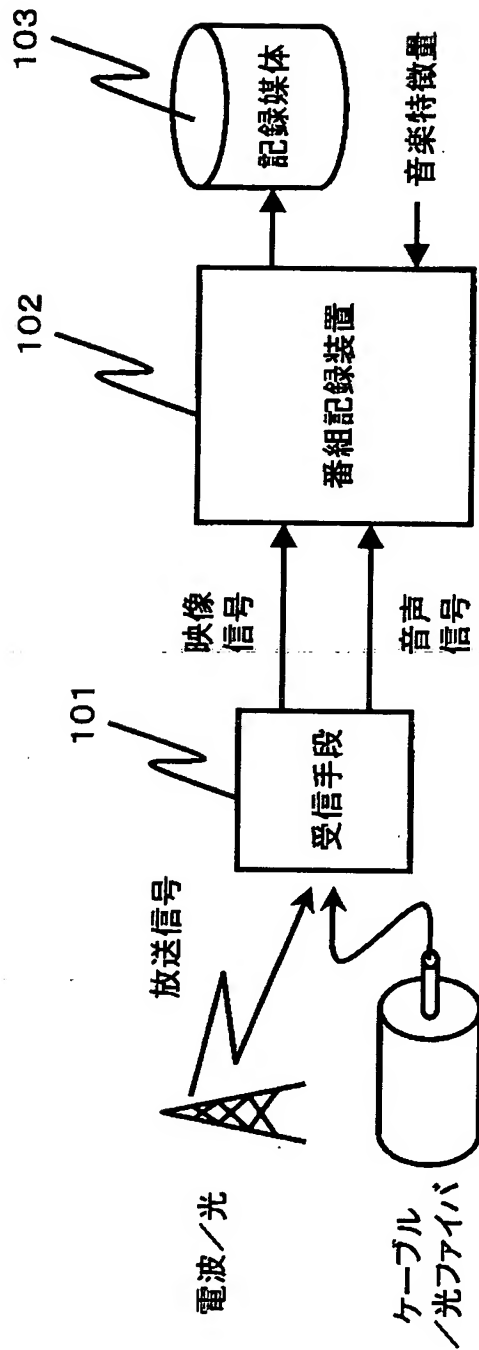 103
102
101
記録媒体
音楽特徴量
番組記録装置
映像
信号
音声
信号
受信手段
放送信号
電波／光
ケーブル
／光ファイバ